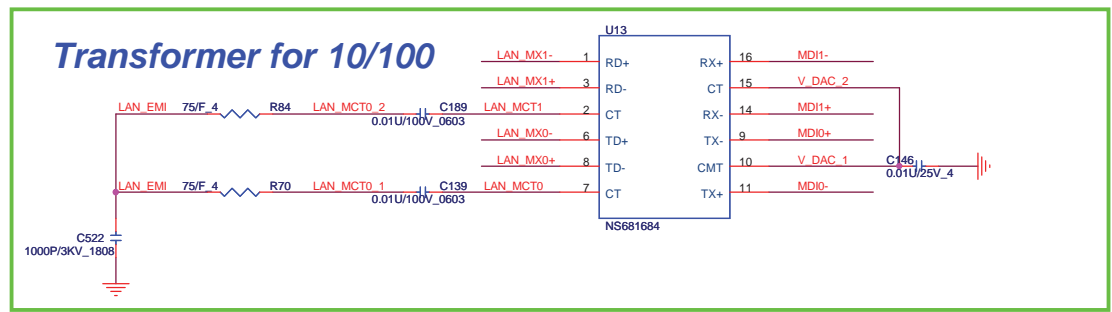 Transformer for 10/100
U13
LAN_MX1- 1 RD+ RX+ 16 MDI1-
LAN_MX1+ 3 RD- CT 15 V_DAC_2
LAN_EMI 75/F_4 R84 LAN_MCT0_2 C189 LAN_MCT1 2 CT RX- 14 MDI1+
0.01U/100V_0603
LAN_MX0- 6 TD+ TX- 9 MDI0+
LAN_MX0+ 8 TD- CMT 10 V_DAC_1 C146
0.01U/25V_4
LAN_EMI 75/F_4 R70 LAN_MCT0_1 C139 LAN_MCT0 7 CT TX+ 11 MDI0-
0.01U/100V_0603
NS681684
C522
1000P/3KV_1808